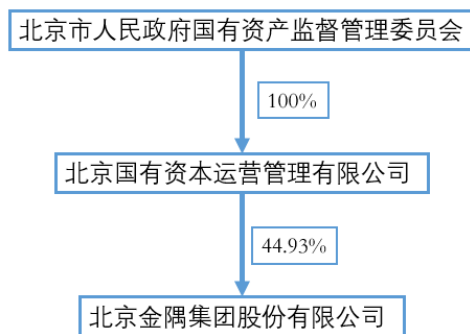 北京市人民政府国有资产监督管理委员会
100%
北京国有资本运营管理有限公司
44.93%
北京金隅集团股份有限公司